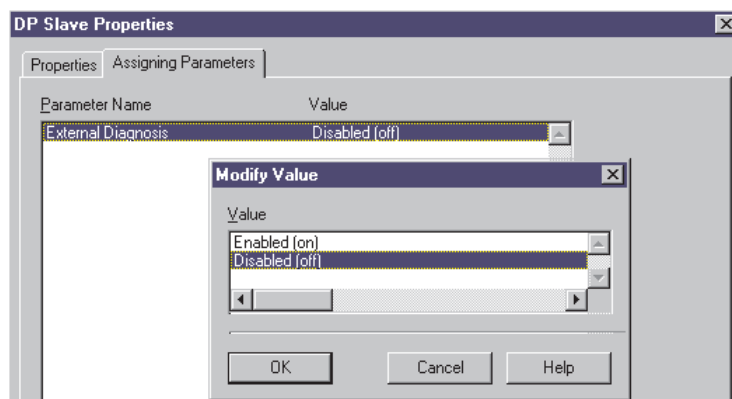 DP Slave Properties
Properties Assigning Parameters
Parameter Name Value
External Diagnosis Disabled (off)
Modify Value
Value
Enabled (on)
Disabled (off)
OK Cancel Help